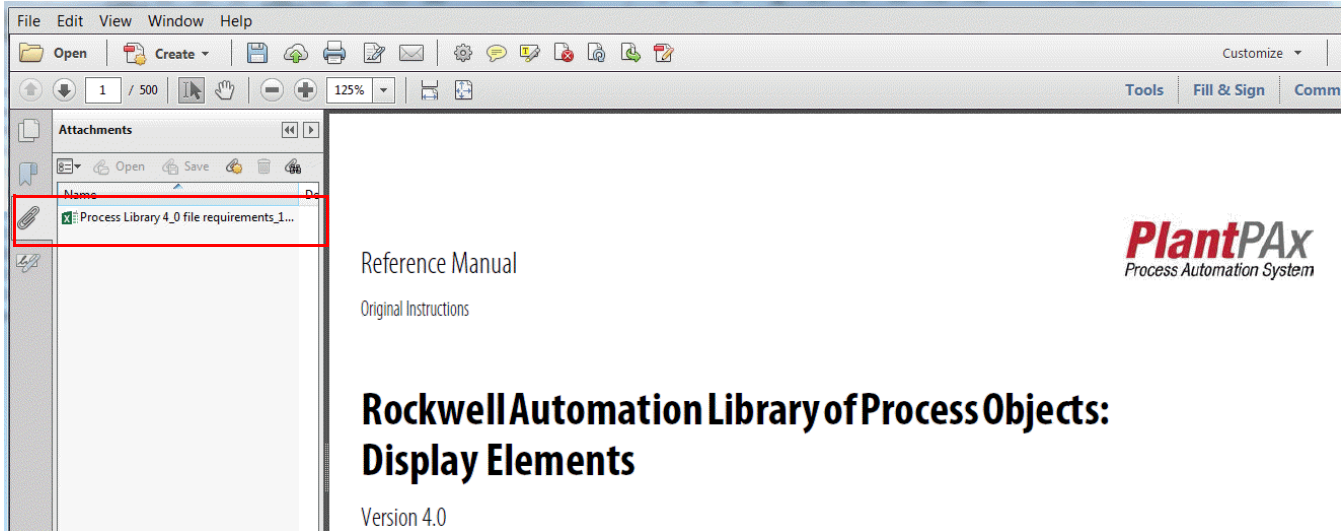 File Edit View Window Help
Open Create Customize
1 / 500 125% Tools Fill & Sign Comm
Attachments
Open Save
Name De
Process Library 4_0 file requirements_1...
PlantPAx
Process Automation System
Reference Manual
Original Instructions
Rockwell Automation Library of Process Objects:
Display Elements
Version 4.0